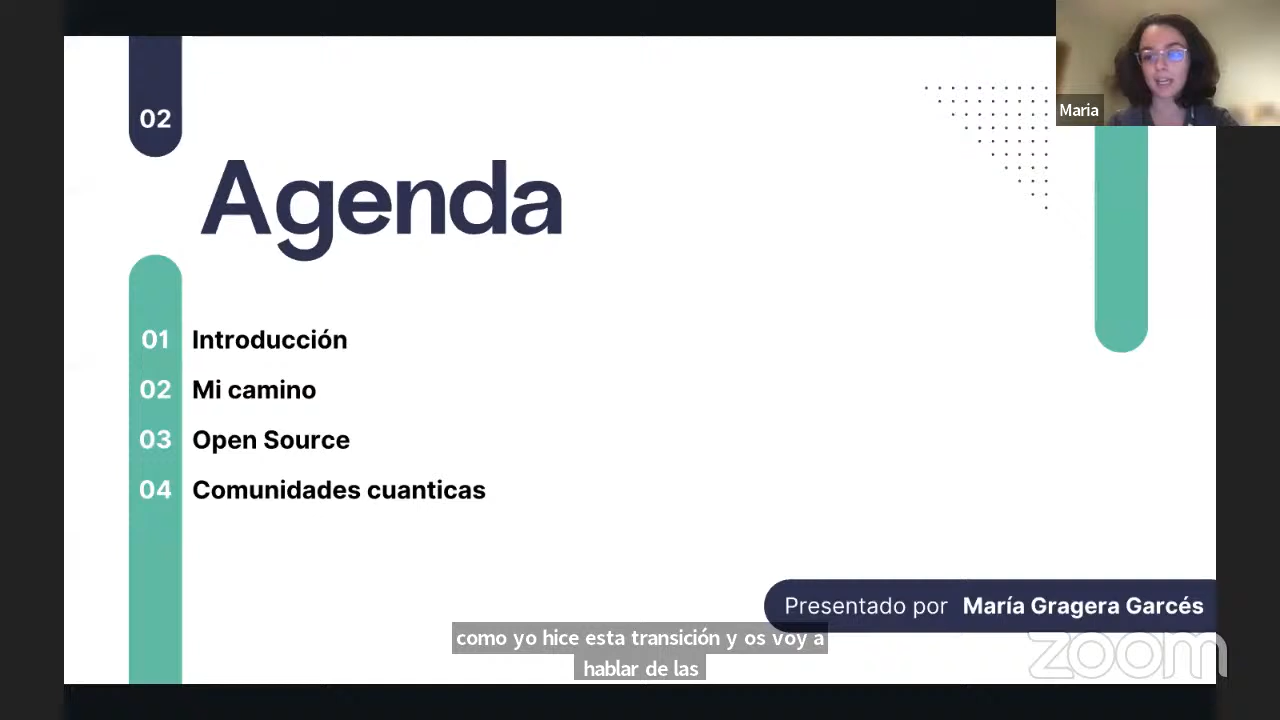 02
Maria
Agenda
01 Introducción
02 Mi camino
03 Open Source
04 Comunidades cuanticas
Presentado por María Gragera Garcés
como yo hice esta transición y os voy a
hablar de las
zoom